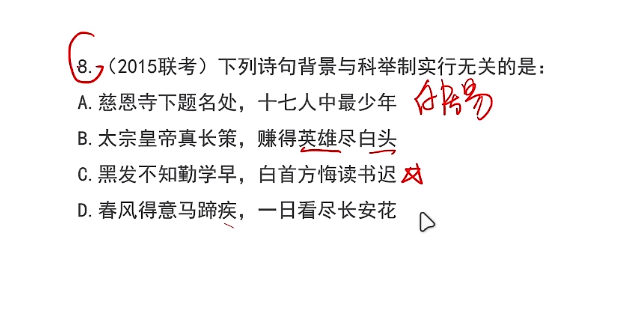 8.（2015联考）下列诗句背景与科举制实行无关的是：
A. 慈恩寺下题名处，十七人中最少年 白居易
B. 太宗皇帝真长策，赚得英雄尽白头
C. 黑发不知勤学早，白首方悔读书迟
D. 春风得意马蹄疾，一日看尽长安花